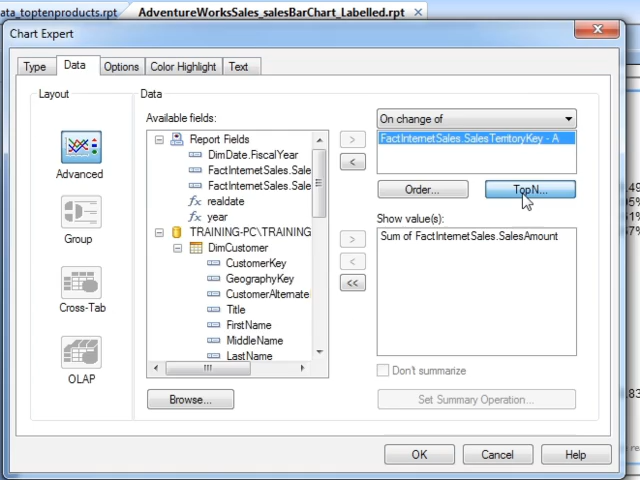 ata_toptenproducts.rpt
AdventureWorksSales_salesBarChart_Labelled.rpt
Chart Expert
Type
Data
Options
Color Highlight
Text
Layout
Data
Advanced
Group
Cross-Tab
OLAP
Available fields:
Report Fields
DimDate.FiscalYear
FactInternetSales.Sale
FactInternetSales.Sale
fx realdate
fx year
TRAINING-PC\TRAINING
DimCustomer
CustomerKey
GeographyKey
CustomerAlternate
Title
FirstName
MiddleName
LastName
Browse...
>
<
>
<
<<
On change of
FactInternetSales.SalesTerritoryKey - A
Order...
TopN...
Show value(s):
Sum of FactInternetSales.SalesAmount
Don't summarize
Set Summary Operation...
OK
Cancel
Help